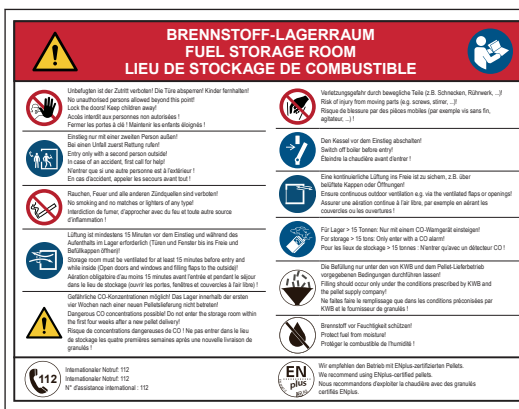 BRENNSTOFF-LAGERRAUM
FUEL STORAGE ROOM
LIEU DE STOCKAGE DE COMBUSTIBLE
Unbefugten ist der Zutritt verboten! Die Türe absperren! Kinder fernhalten!
No unauthorised persons allowed beyond this point!
Lock the doors! Keep children away!
Accès interdit aux personnes non autorisées !
Fermer les portes à clé ! Maintenir les enfants éloignés !
Einstieg nur mit einer zweiten Person außen!
Bei einem Unfall zuerst Rettung rufen!
Entry only with a second person outside!
In case of an accident, first call for help!
N'entrer que si une autre personne est à l'extérieur !
En cas d'accident, appeler les secours avant tout !
Rauchen, Feuer und alle anderen Zündquellen sind verboten!
No smoking and no matches or lighters of any type!
Interdiction de fumer, d'approcher avec du feu et toute autre source
d'inflammation !
Lüftung ist mindestens 15 Minuten vor dem Einstieg und während des
Aufenthalts im Lager erforderlich (Türen und Fenster bis ins Freie und
Befüllkappen öffnen)!
Storage room must be ventilated for at least 15 minutes before entry and
while inside (Open doors and windows and filling flaps to the outside)!
Aération obligatoire d'au moins 15 minutes avant l'entrée et pendant le séjour
dans le lieu de stockage (ouvrir les portes, fenêtres et couvercles à l'air libre) !
Gefährliche CO-Konzentrationen möglich! Das Lager innerhalb der ersten
vier Wochen nach einer neuen Pelletslieferung nicht betreten!
Dangerous CO concentrations possible! Do not enter the storage room within
the first four weeks after a new pellet delivery!
Risque de concentrations dangereuses de CO ! Ne pas entrer dans le lieu
de stockage les quatre premières semaines après une nouvelle livraison de
granulés !
112
Internationaler Notruf: 112
Internationaler Notruf: 112
N° d'assistance international : 112
Verletzungsgefahr durch bewegliche Teile (z.B. Schnecken, Rührwerk, ...)!
Risk of injury from moving parts (e.g. screws, stirrer, ...)!
Risque de blessure par des pièces mobiles (par exemple vis sans fin,
agitateur, ...) !
Den Kessel vor dem Einstieg abschalten!
Switch off boiler before entry!
Éteindre la chaudière avant d'entrer !
Eine kontinuierliche Lüftung ins Freie ist zu sichern, z.B. über
belüftete Kappen oder Öffnungen!
Ensure continuous outdoor ventilation e.g. via the ventilated flaps or openings!
Assurer une aération continue à l'air libre, par exemple en aérant les
couvercles ou les ouvertures !
Für Lager > 15 Tonnen: Nur mit einem CO-Warngerät einsteigen!
For storage > 15 tons: Only enter with a CO alarm!
Pour les lieux de stockage > 15 tonnes : N'entrer qu'avec un détecteur CO !
Die Befüllung nur unter den von KWB und dem Pellet-Lieferbetrieb
vorgegebenen Bedingungen durchführen lassen!
Filling should occur only under the conditions prescribed by KWB and
the pellet supply company!
Ne faites faire le remplissage que dans les conditions préconisées par
KWB et le fournisseur de granulés !
Brennstoff vor Feuchtigkeit schützen!
Protect fuel from moisture!
Protéger le combustible de l'humidité !
EN
plus
Wir empfehlen den Betrieb mit ENplus-zertifizierten Pellets.
We recommend using ENplus-certified pellets.
Nous recommandons d'exploiter la chaudière avec des granulés
certifiés ENplus.